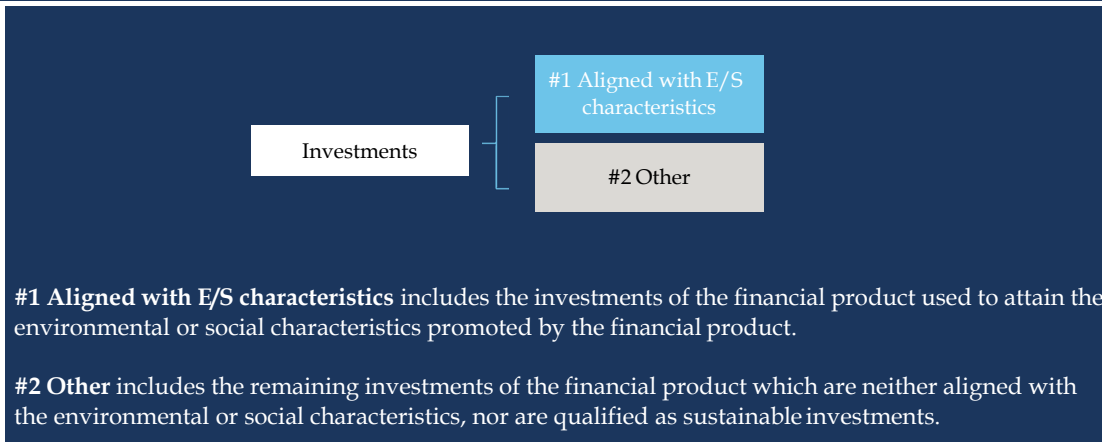 #1 Aligned with E/S
characteristics
Investments
#2 Other
#1 Aligned with E/S characteristics includes the investments of the financial product used to attain the
environmental or social characteristics promoted by the financial product.
#2 Other includes the remaining investments of the financial product which are neither aligned with
the environmental or social characteristics, nor are qualified as sustainable investments.